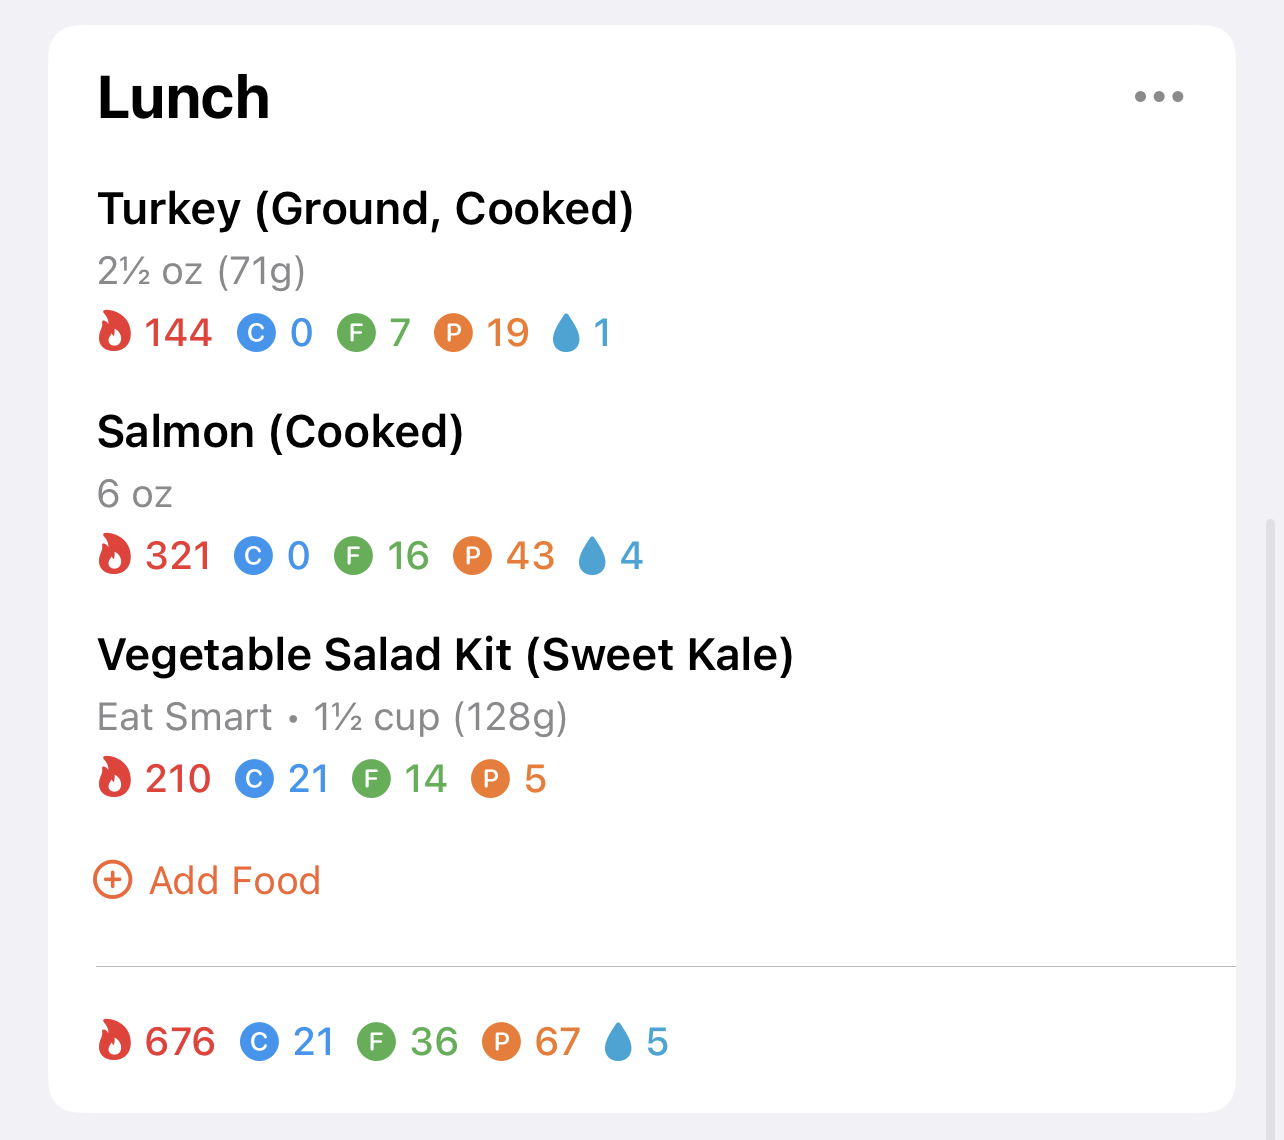 Lunch
Turkey (Ground, Cooked)
2½ oz (71g)
144 C 0 F 7 P 19 1
Salmon (Cooked)
6 oz
321 C 0 F 16 P 43 4
Vegetable Salad Kit (Sweet Kale)
Eat Smart • 1½ cup (128g)
210 C 21 F 14 P 5
Add Food
676 C 21 F 36 P 67 5